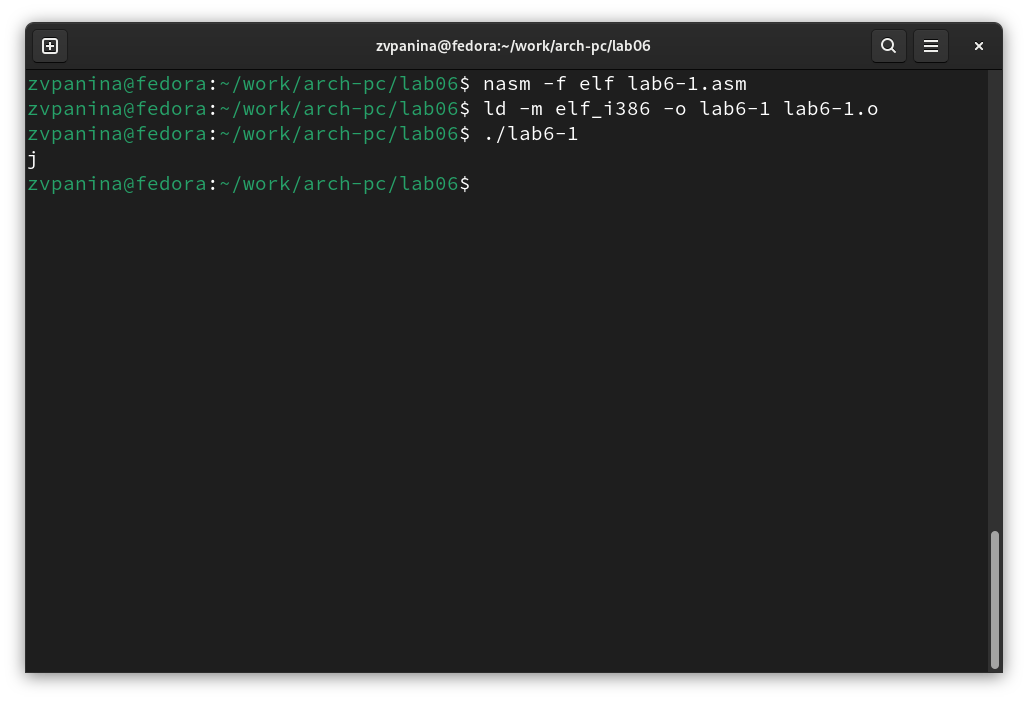 zvpanina@fedora:~/work/arch-pc/lab06
zvpanina@fedora:~/work/arch-pc/lab06$ nasm -f elf lab6-1.asm
zvpanina@fedora:~/work/arch-pc/lab06$ ld -m elf_i386 -o lab6-1 lab6-1.o
zvpanina@fedora:~/work/arch-pc/lab06$ ./lab6-1
j
zvpanina@fedora:~/work/arch-pc/lab06$